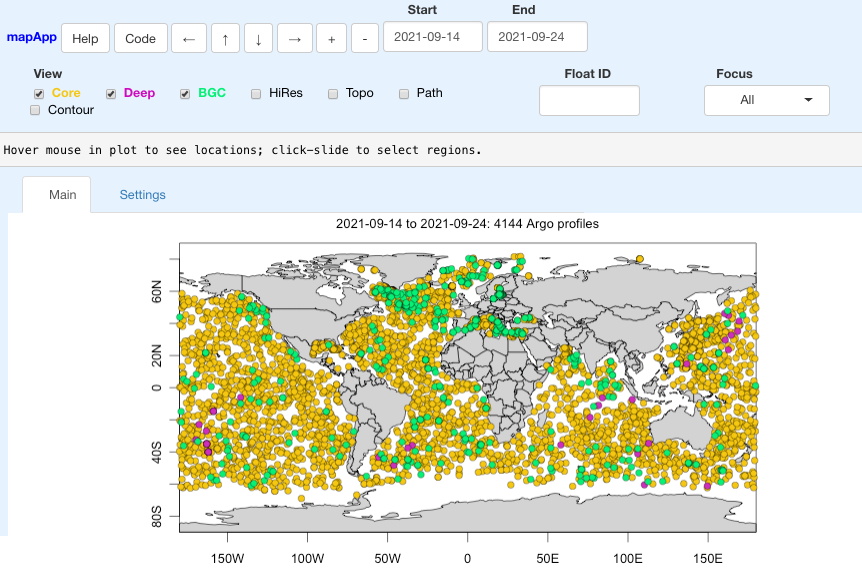 Start End
mapApp Help Code ← ↑ ↓ → + - 2021-09-14 2021-09-24
View Float ID Focus
Core Deep BGC HiRes Topo Path All
Contour
Hover mouse in plot to see locations; click-slide to select regions.
Main Settings
2021-09-14 to 2021-09-24: 4144 Argo profiles
60N
20N
0
40S
80S
150W 100W 50W 0 50E 100E 150E